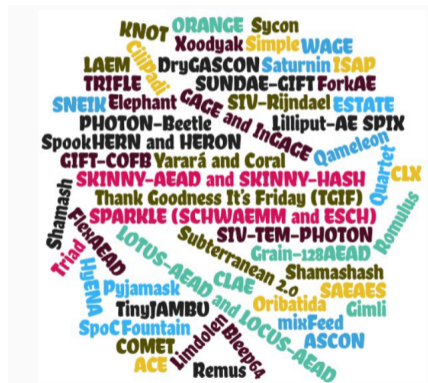 KNOT ORANGE Sycon
CiliPadi
Xoodyak Simple WAGE
LAEM DryGASCON Saturnin ISAP
TRIFLE SUNDAE-GIFT ForkAE
SNEIK Elephant GAGE and InGAGE SIV-Rijndael ESTATE
PHOTON-Beetle Lilliput-AE SPIX
Spook HERN and HERON Qameleon
GIFT-COFB Yarará and Coral Quartet CLX
SKINNY-AEAD and SKINNY-HASH
Shamash Thank Goodness It's Friday (TGIF)
SPARKLE (SCHWAEMM and ESCH) Romulus
FlexAEAD SIV-TEM-PHOTON
Triad LOTUS-AEAD and LOCUS-AEAD Subterranean 2.0 Grain-128AEAD
HyENA CLAE Shamashash
Pyjamask SAEAES
TinyJAMBU Oribatida Gimli
SpoC Fountain mixFeed
COMET Limdolen Bleep64 ASCON
ACE Remus